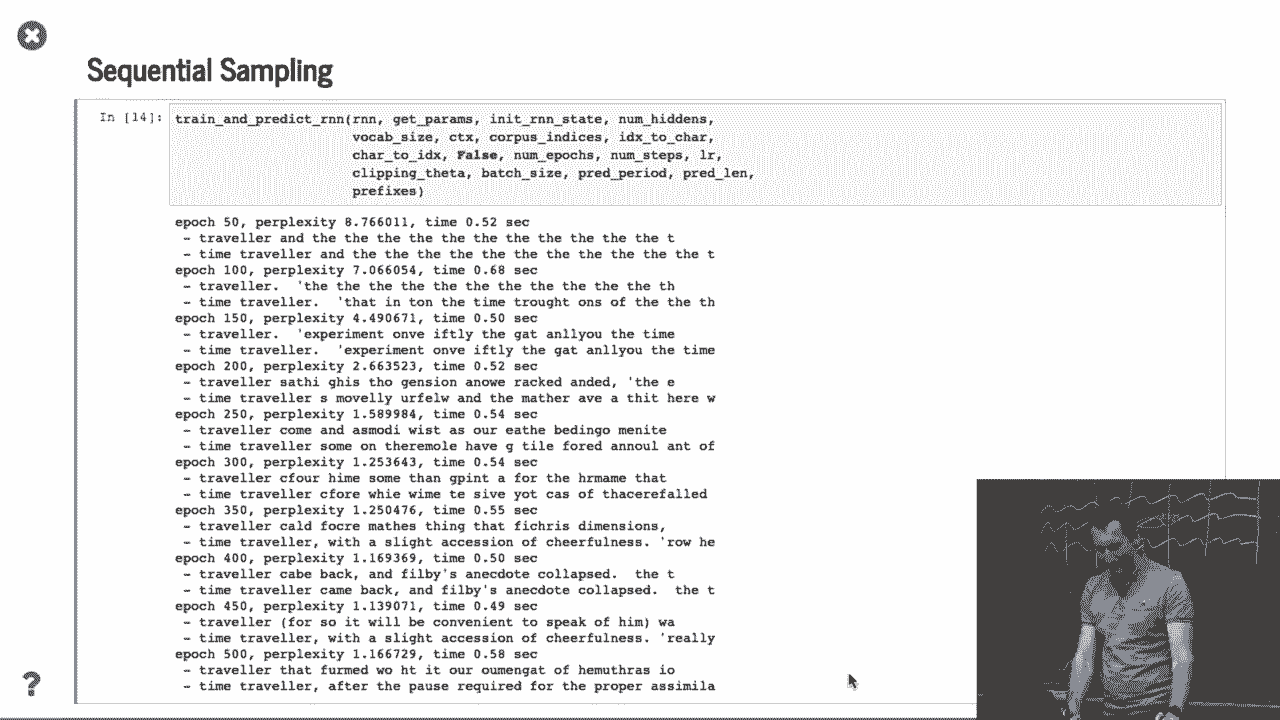 Sequential Sampling
In [14]:
train_and_predict_rnn(rnn, get_params, init_rnn_state, num_hiddens,
vocab_size, ctx, corpus_indices, idx_to_char,
char_to_idx, False, num_epochs, num_steps, lr,
clipping_theta, batch_size, pred_period, pred_len,
prefixes)
epoch 50, perplexity 8.766011, time 0.52 sec
- traveller and the the the the the the the the the the the the t
- time traveller and the the the the the the the the the the the the t
epoch 100, perplexity 7.066054, time 0.68 sec
- traveller.  'the the the the the the the the the the the the th
- time traveller.  'that in ton the time trought ons of the the th
epoch 150, perplexity 4.490671, time 0.50 sec
- traveller.  'experiment onve iftly the gat anllyou the time
- time traveller.  'experiment onve iftly the gat anllyou the time
epoch 200, perplexity 2.663523, time 0.52 sec
- traveller sathi ghis tho gension anowe racked anded, 'the e
- time traveller s movelly urfelw and the mather ave a thit here w
epoch 250, perplexity 1.589984, time 0.54 sec
- traveller come and asmodi wist as our eathe bedingo menite
- time traveller some on theremole have g tile fored annoul ant of
epoch 300, perplexity 1.253643, time 0.54 sec
- traveller cfour hime some than gpint a for the hrmame that
- time traveller cfore whie wime te sive yot cas of thacerefalled
epoch 350, perplexity 1.250476, time 0.55 sec
- traveller cald focre mathes thing that fichris dimensions,
- time traveller, with a slight accession of cheerfulness. 'row he
epoch 400, perplexity 1.169369, time 0.50 sec
- traveller cabe back, and filby's anecdote collapsed.  the t
- time traveller came back, and filby's anecdote collapsed.  the t
epoch 450, perplexity 1.139071, time 0.49 sec
- traveller (for so it will be convenient to speak of him) wa
- time traveller, with a slight accession of cheerfulness. 'really
epoch 500, perplexity 1.166729, time 0.58 sec
- traveller that furmed wo ht it our oumengat of hemuthras io
- time traveller, after the pause required for the proper assimila
?